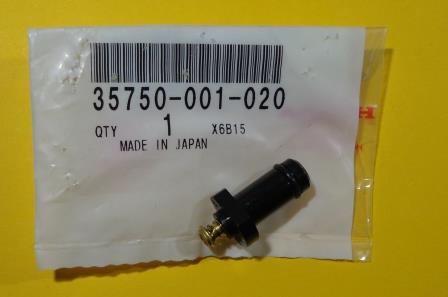 35750-001-020
QTY 1 X6B15
MADE IN JAPAN
H